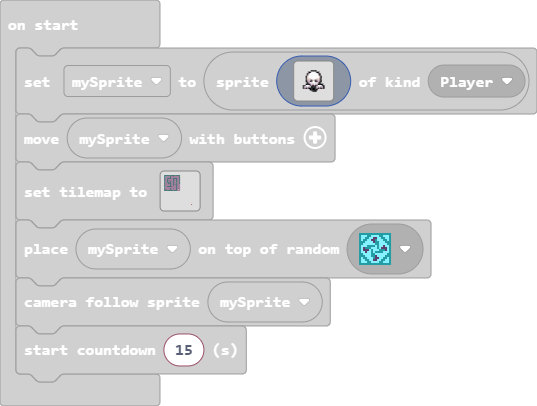 on start
set mySprite to sprite of kind Player
move mySprite with buttons
set tilemap to
place mySprite on top of random
camera follow sprite mySprite
start countdown 15 (s)